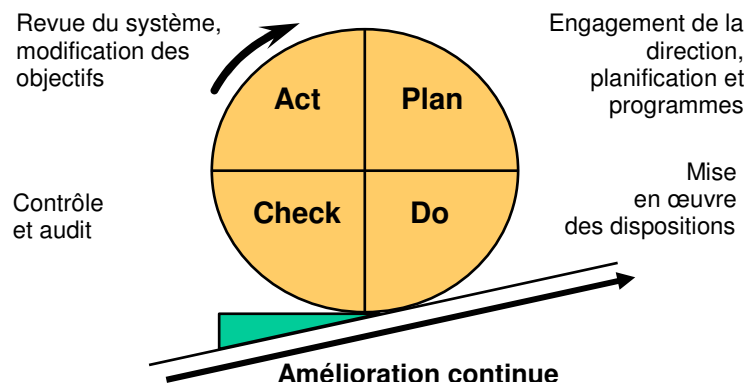 Revue du système,
modification des
objectifs
Engagement de la
direction,
planification et
programmes
Act
Plan
Contrôle
et audit
Check
Do
Mise
en œuvre
des dispositions
Amélioration continue